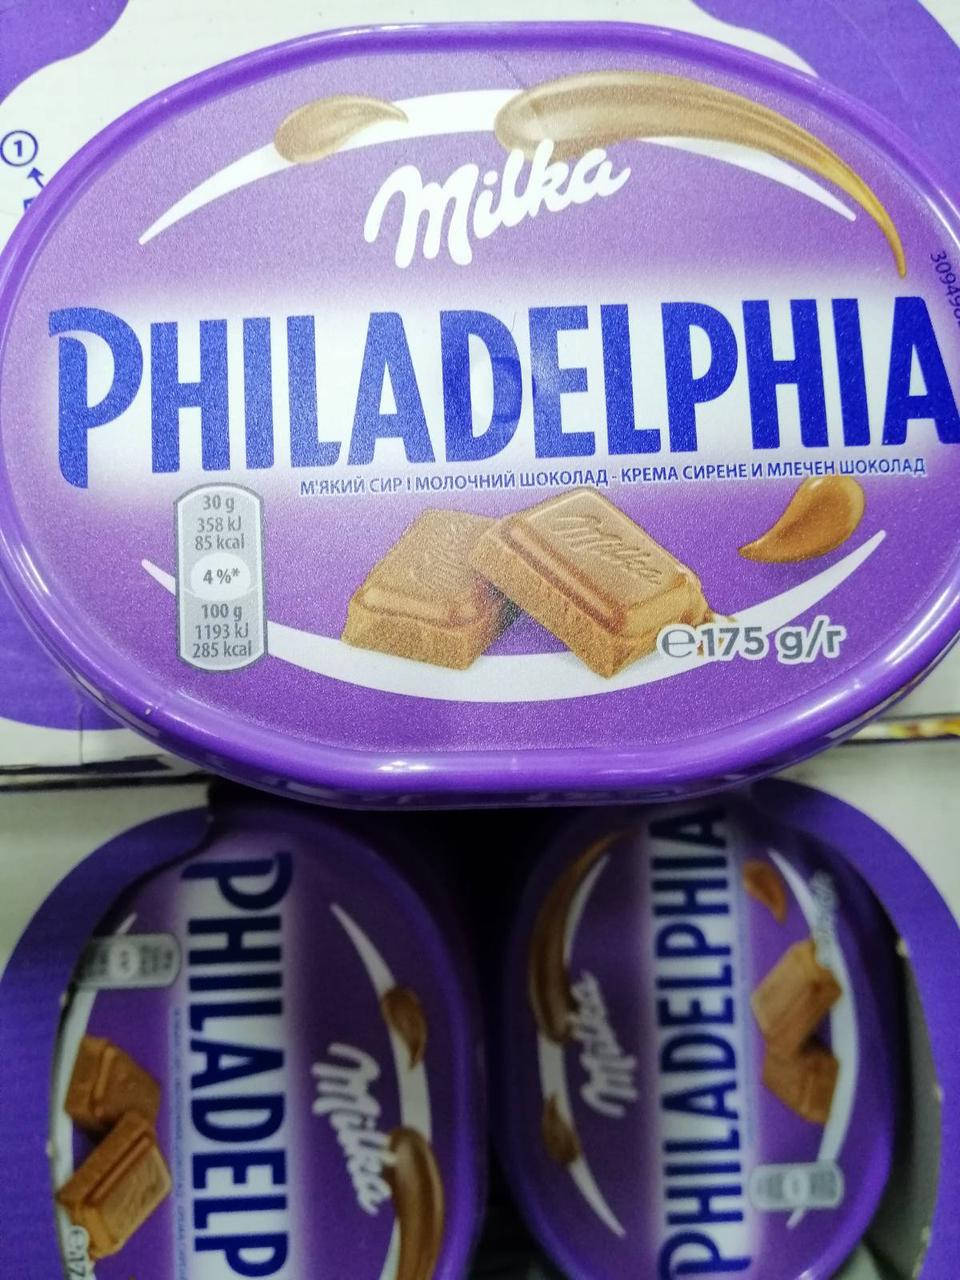 1
Milka
PHILADELPHIA
М'ЯКИЙ СИР І МОЛОЧНИЙ ШОКОЛАД - КРЕМА СИРЕНЕ И МЛЕЧЕН ШОКОЛАД
30 g
358 kJ
85 kcal
4%*
100 g
1193 kJ
285 kcal
Milka
℮175 g/г
PHILADELP
Milka
PHILADELPHIA
Milka